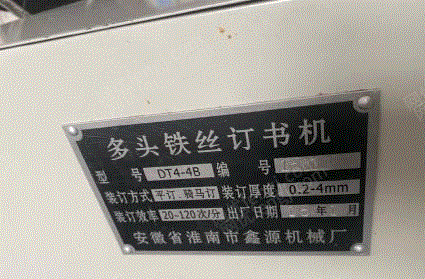 多头铁丝订书机
型 号 DT4-4B 编 号
装订方式 平订、骑马订 装订厚度 0.2-4mm
装订效率 20-120次/分 出厂日期 年 月
安徽省淮南市鑫源机械厂